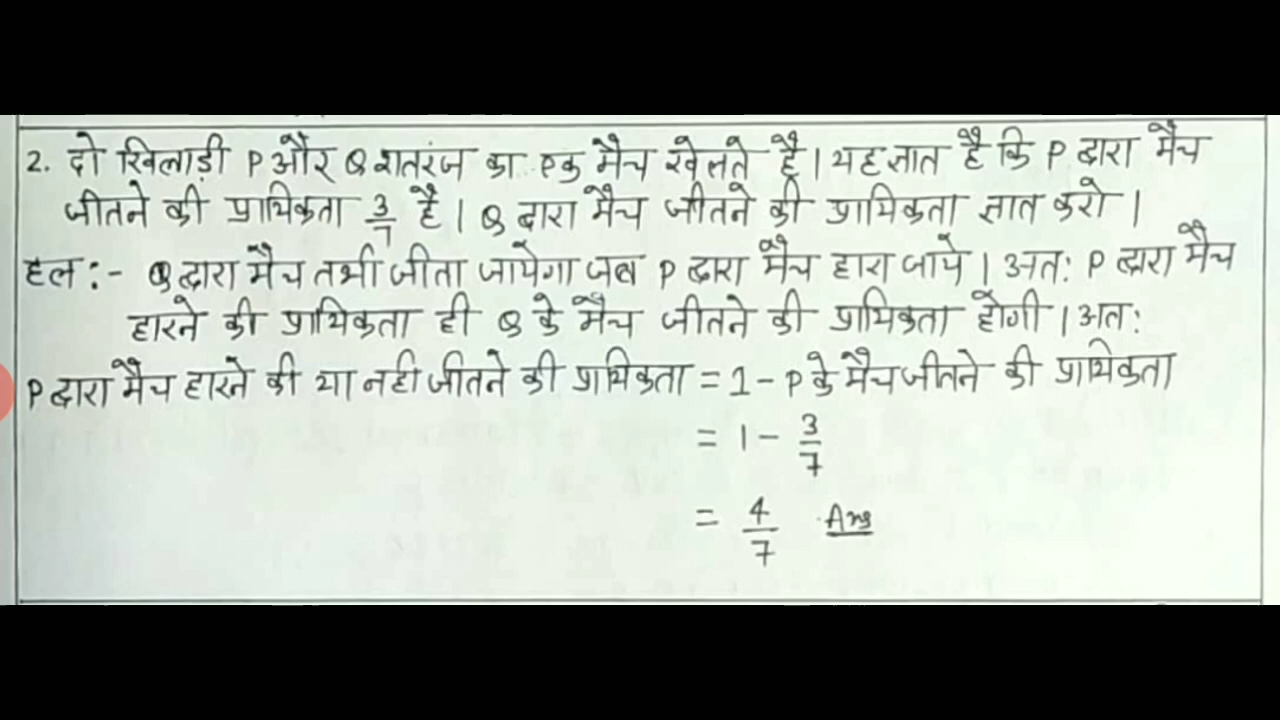 2. दो खिलाड़ी P और Q शतरंज का एक मैच खेलते है। यह ज्ञात है कि P द्वारा मैच
जीतने की प्रायिकता 3/7 है। Q द्वारा मैच जीतने की प्रायिकता ज्ञात करो।
हल :- Q द्वारा मैच तभी जीता जायेगा जब P द्वारा मैच हारा जाये। अतः P द्वारा मैच
हारने की प्रायिकता ही Q के मैच जीतने की प्रायिकता होगी। अतः
P द्वारा मैच हारने की या नहीं जीतने की प्रायिकता = 1 - P के मैच जीतने की प्रायिकता
= 1 - 3/7
= 4/7 Ans